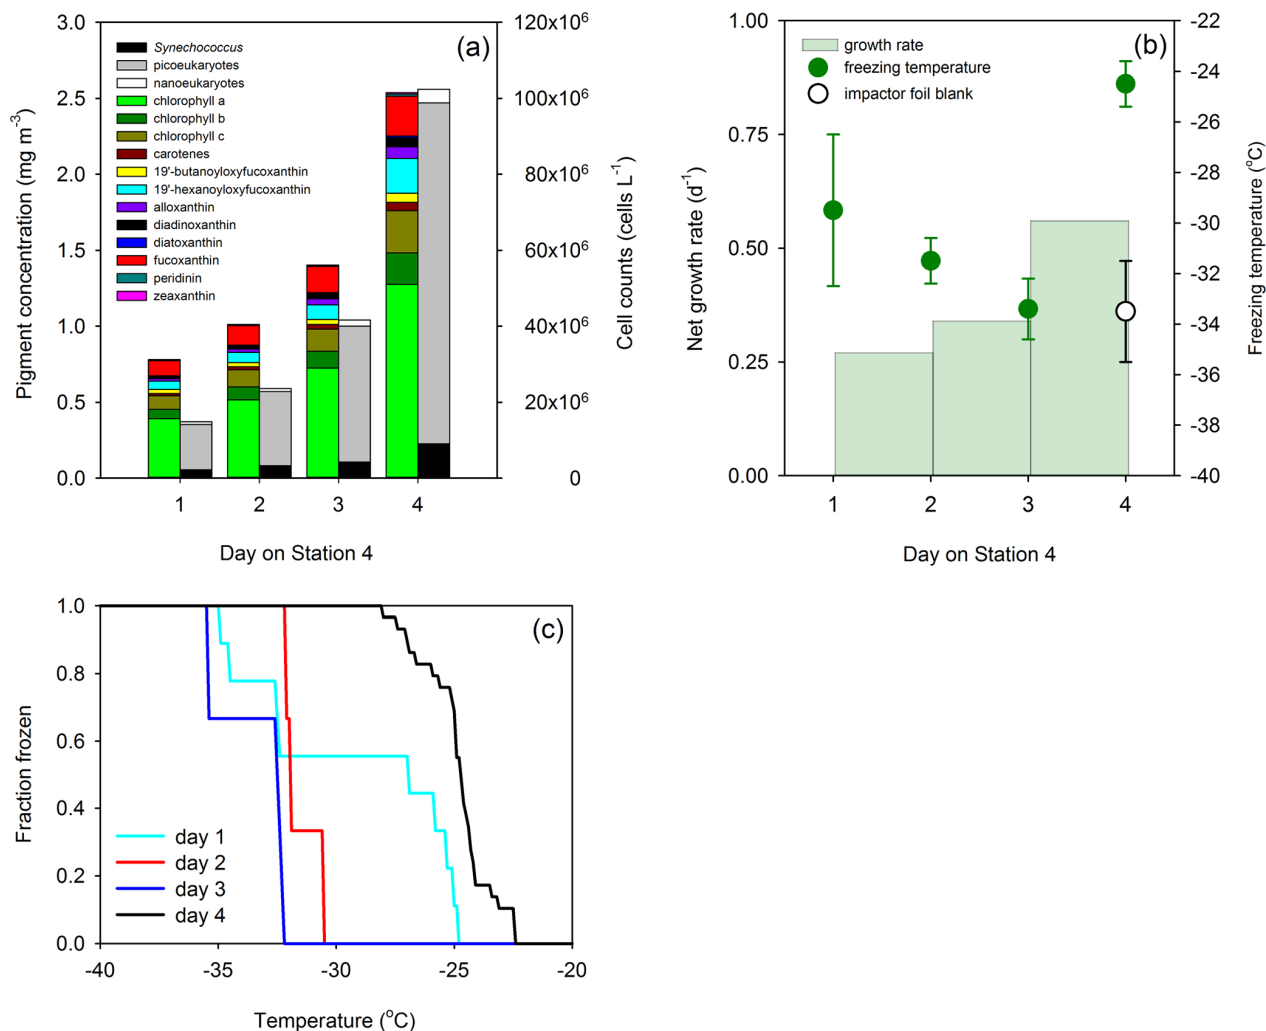 (a)
3.0
2.5
2.0
1.5
1.0
0.5
0.0
Pigment concentration (mg m-3)
Synechococcus
picoeukaryotes
nanoeukaryotes
chlorophyll a
chlorophyll b
chlorophyll c
carotenes
19'-butanoyloxyfucoxanthin
19'-hexanoyloxyfucoxanthin
alloxanthin
diadinoxanthin
diatoxanthin
fucoxanthin
peridinin
zeaxanthin
120x10⁶
100x10⁶
80x10⁶
60x10⁶
40x10⁶
20x10⁶
0
Cell counts (cells L-1)
1 2 3 4
Day on Station 4
(b)
1.00
0.75
0.50
0.25
0.00
Net growth rate (d-1)
growth rate
freezing temperature
impactor foil blank
-22
-24
-26
-28
-30
-32
-34
-36
-38
-40
Freezing temperature (oC)
1 2 3 4
Day on Station 4
(c)
1.0
0.8
0.6
0.4
0.2
0.0
Fraction frozen
day 1
day 2
day 3
day 4
-40 -35 -30 -25 -20
Temperature (oC)